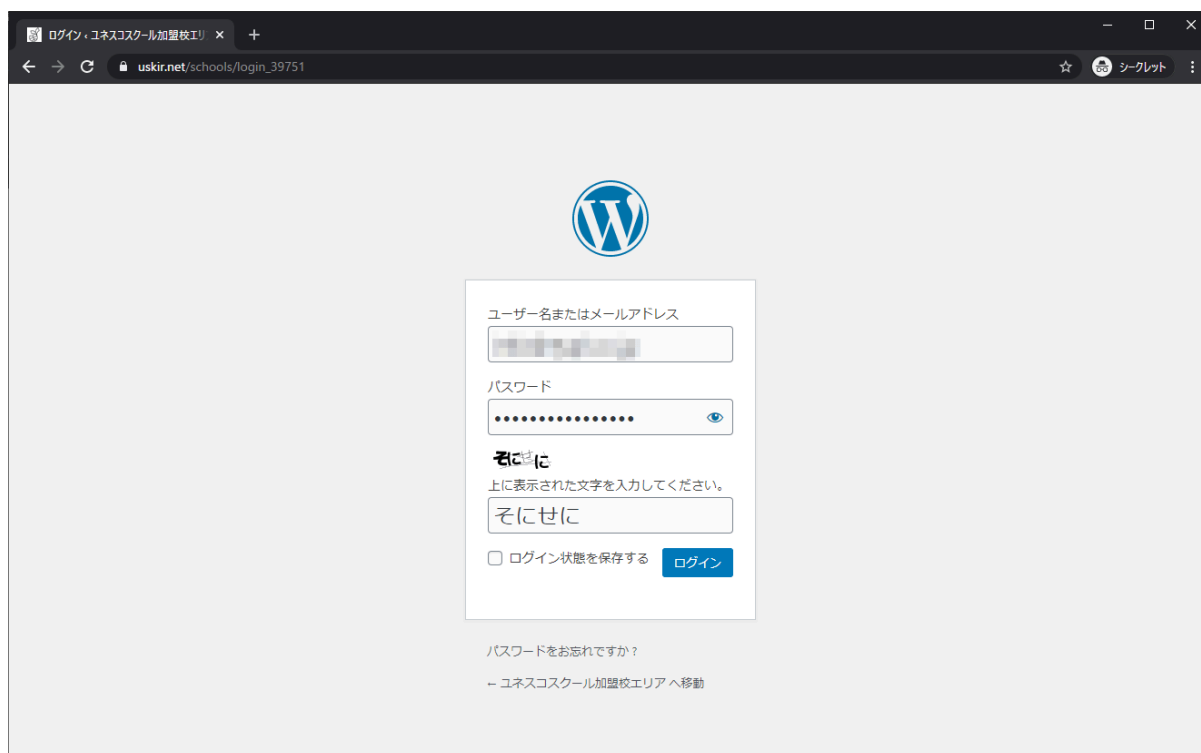 ログイン ‹ ユネスコスクール加盟校エリ
uskir.net/schools/login_39751
シークレット
ユーザー名またはメールアドレス
パスワード
••••••••••••••••
そにせに
上に表示された文字を入力してください。
そにせに
ログイン状態を保存する
ログイン
パスワードをお忘れですか ?
← ユネスコスクール加盟校エリア へ移動